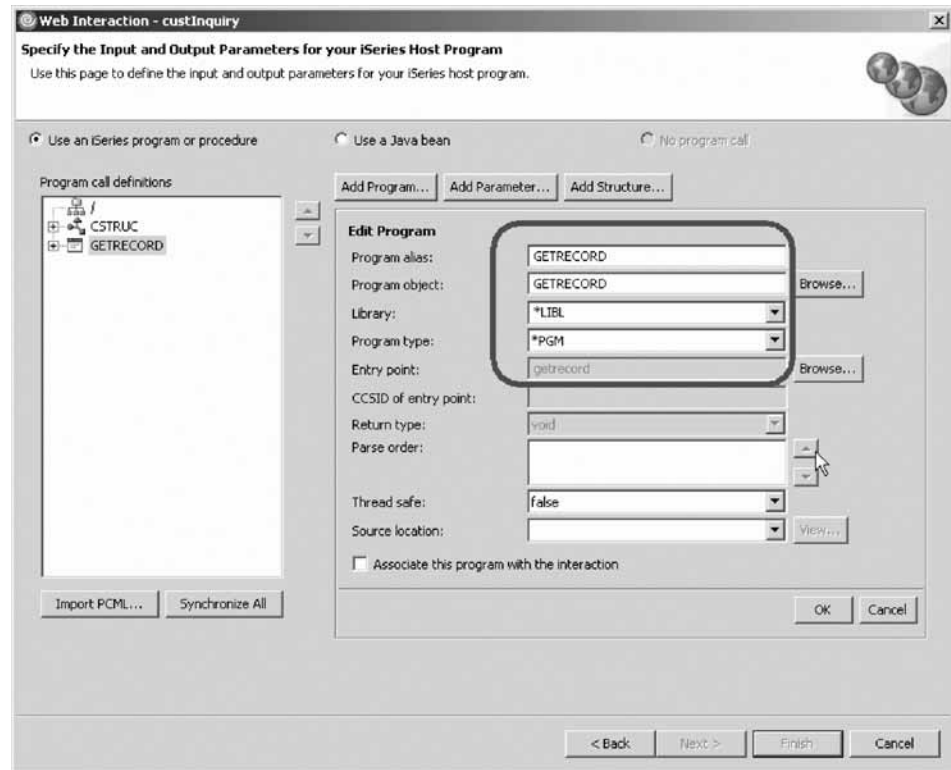 Web Interaction - custInquiry
Specify the Input and Output Parameters for your iSeries Host Program
Use this page to define the input and output parameters for your iSeries host program.
Use an iSeries program or procedure
Use a Java bean
No program call
Program call definitions
/
CSTRUC
GETRECORD
Add Program...
Add Parameter...
Add Structure...
Edit Program
Program alias: GETRECORD
Program object: GETRECORD Browse...
Library: *LIBL
Program type: *PGM
Entry point: getrecord Browse...
CCSID of entry point:
Return type: void
Parse order:
Thread safe: false
Source location: View...
Associate this program with the interaction
Import PCML...
Synchronize All
OK
Cancel
< Back
Next >
Finish
Cancel